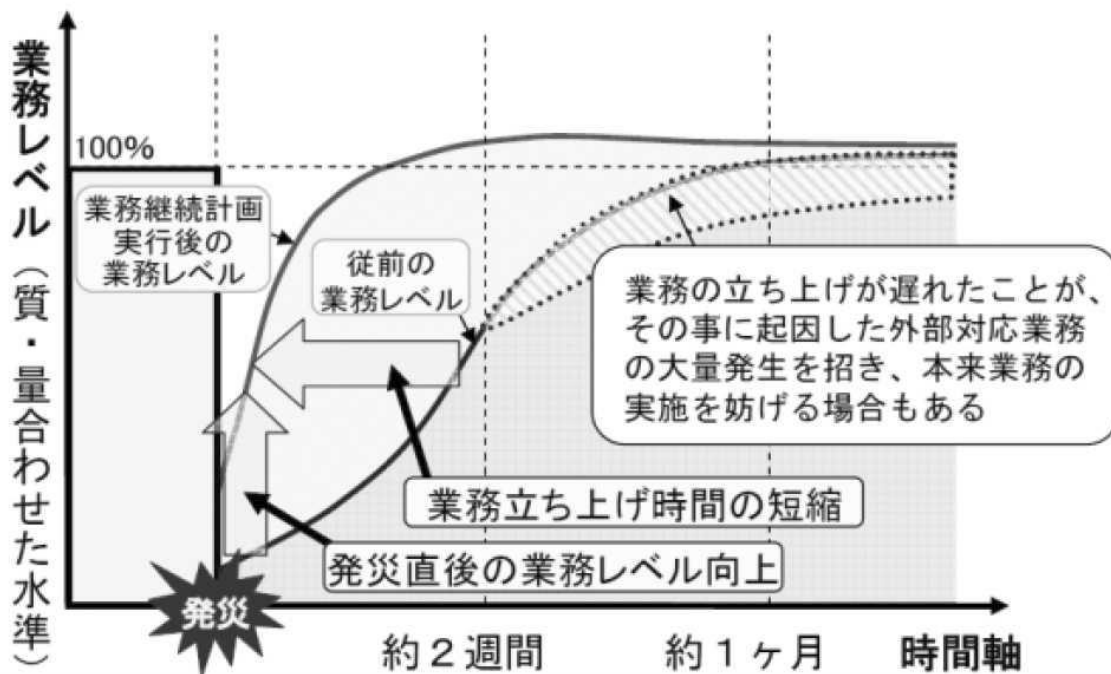 業務レベル（質・量合わせた水準）
100%
業務継続計画
実行後の
業務レベル
従前の
業務レベル
業務の立ち上げが遅れたことが、
その事に起因した外部対応業務
の大量発生を招き、本来業務の
実施を妨げる場合もある
業務立ち上げ時間の短縮
発災直後の業務レベル向上
発災
約２週間
約１ヶ月
時間軸